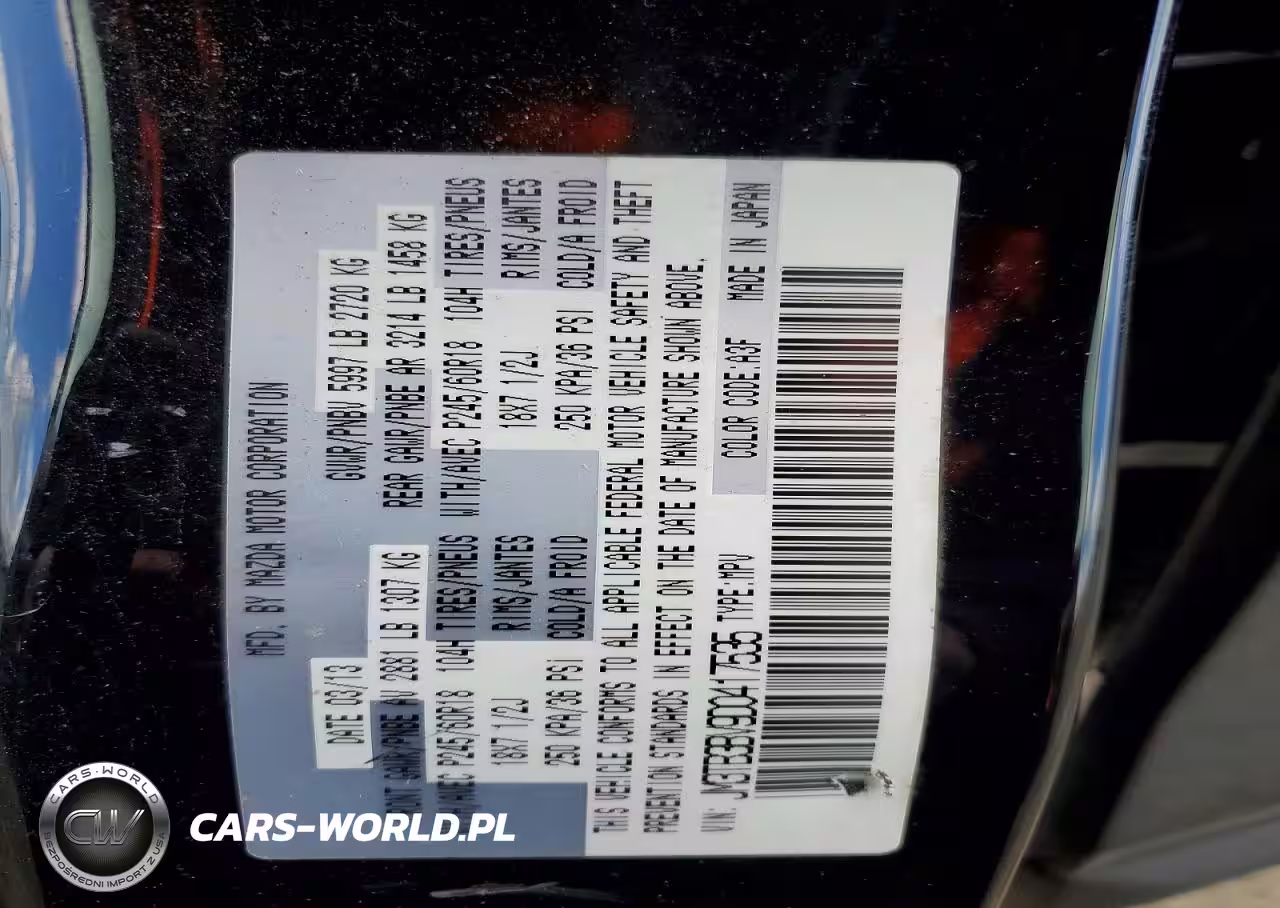 MFD. BY MAZDA MOTOR CORPORATION
DATE 03/13 GVWR/PNBV 5997 LB 2720 KG
FRONT GAWR/PNBE AV 2881 LB 1307 KG REAR GAWR/PNBE AR 3214 LB 1458 KG
WITH/AVEC P245/60R18 104H TIRES/PNEUS WITH/AVEC P245/60R18 104H TIRES/PNEUS
18X7 1/2J RIMS/JANTES 18X7 1/2J RIMS/JANTES
250 KPA/36 PSI COLD/A FROID 250 KPA/36 PSI COLD/A FROID
THIS VEHICLE CONFORMS TO ALL APPLICABLE FEDERAL MOTOR VEHICLE SAFETY AND THEFT
PREVENTION STANDARDS IN EFFECT ON THE DATE OF MANUFACTURE SHOWN ABOVE.
VIN: JM3TB3BV9D0417535 TYPE:MPV COLOR CODE:A3F MADE IN JAPAN
CARS-WORLD
CW
BEZPOŚREDNI IMPORT Z USA
CARS-WORLD.PL